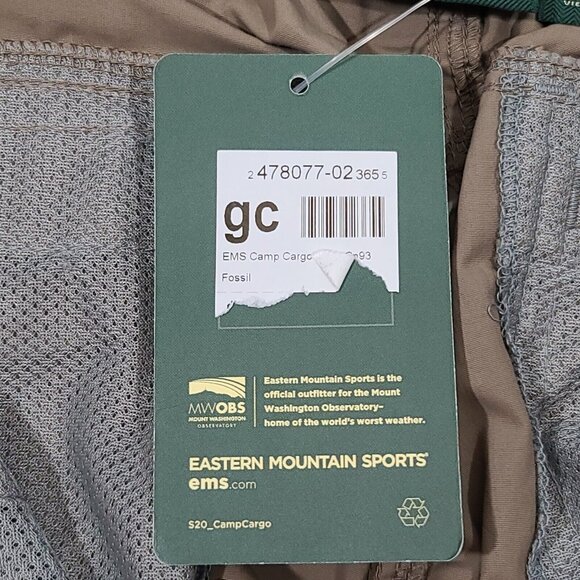 VIE
2 478077-02 365 5
gc
EMS Camp Cargo
Fossil
MWOBS
MOUNT WASHINGTON
OBSERVATORY
Eastern Mountain Sports is the
official outfitter for the Mount
Washington Observatory–
home of the world's worst weather.
EASTERN MOUNTAIN SPORTS®
ems.com
S20_CampCargo